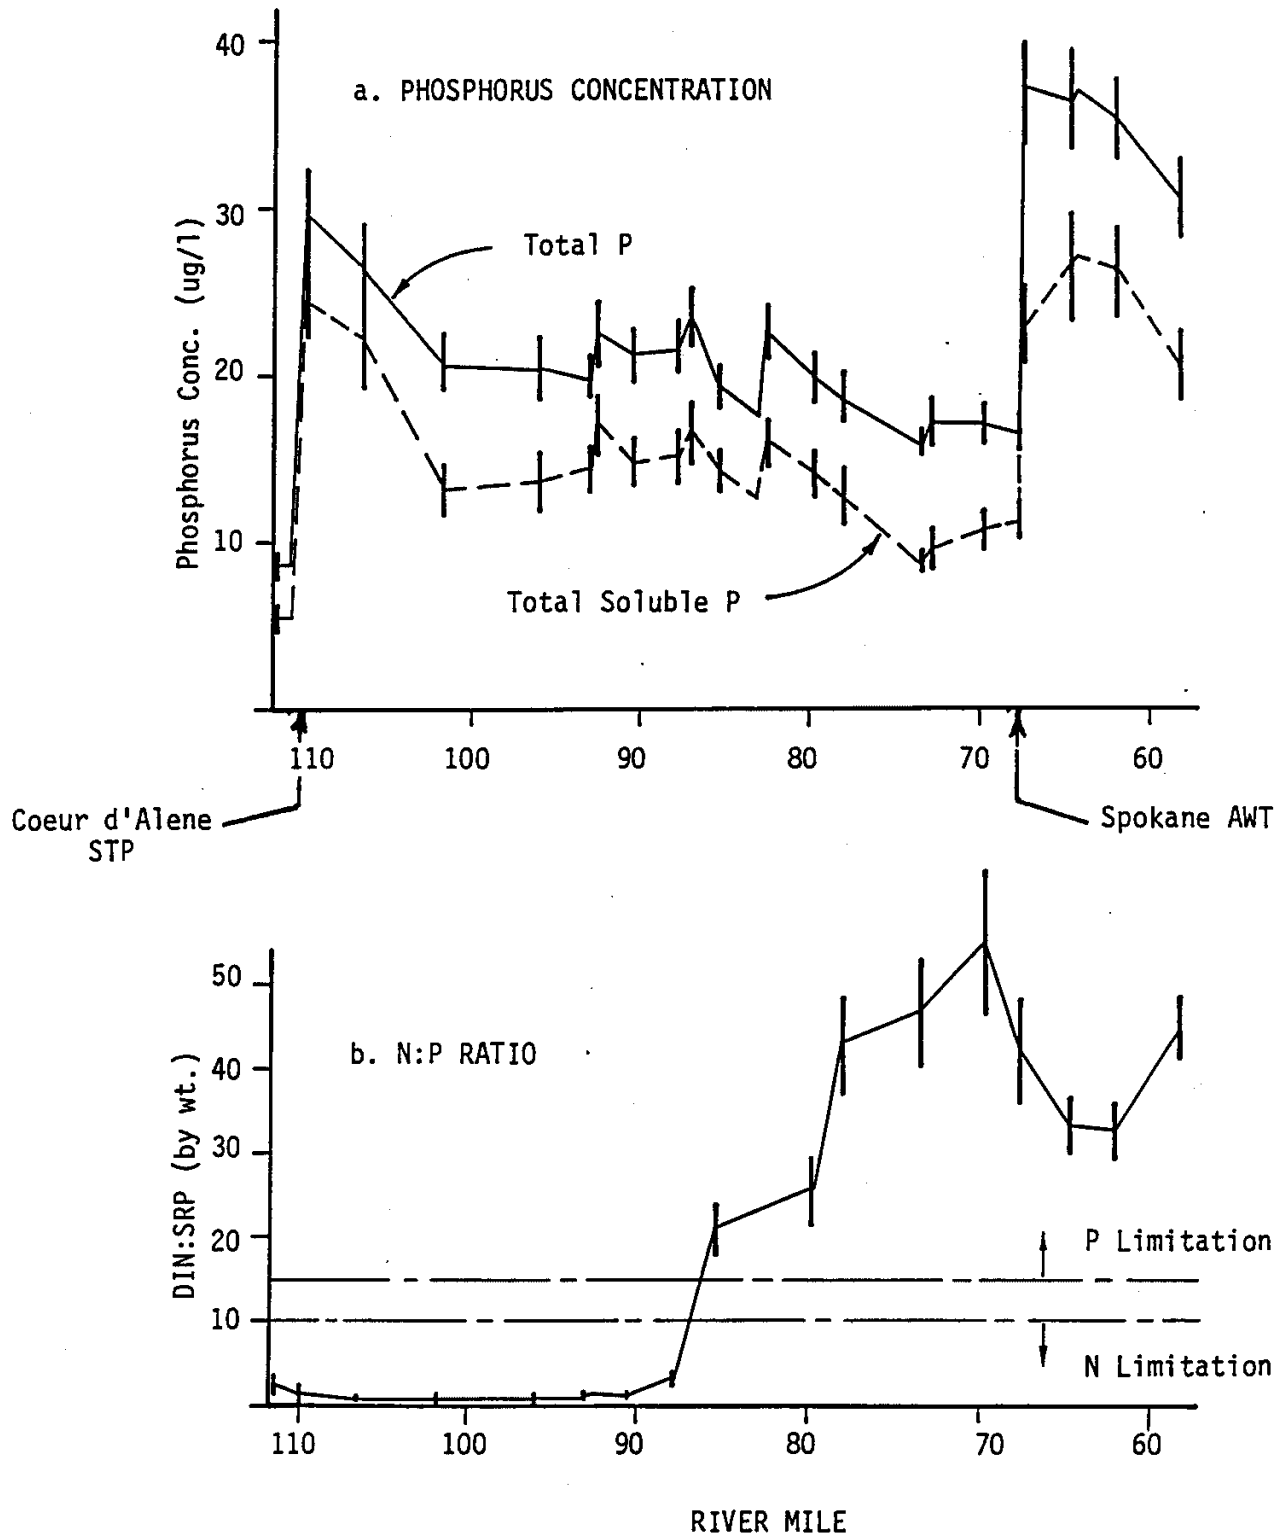 40
a. PHOSPHORUS CONCENTRATION
30
Total P
Phosphorus Conc. (ug/l)
20
10
Total Soluble P
110 100 90 80 70 60
Coeur d'Alene
STP
Spokane AWT
50
b. N:P RATIO
40
DIN:SRP (by wt.)
30
20
P Limitation
10
N Limitation
110 100 90 80 70 60
RIVER MILE